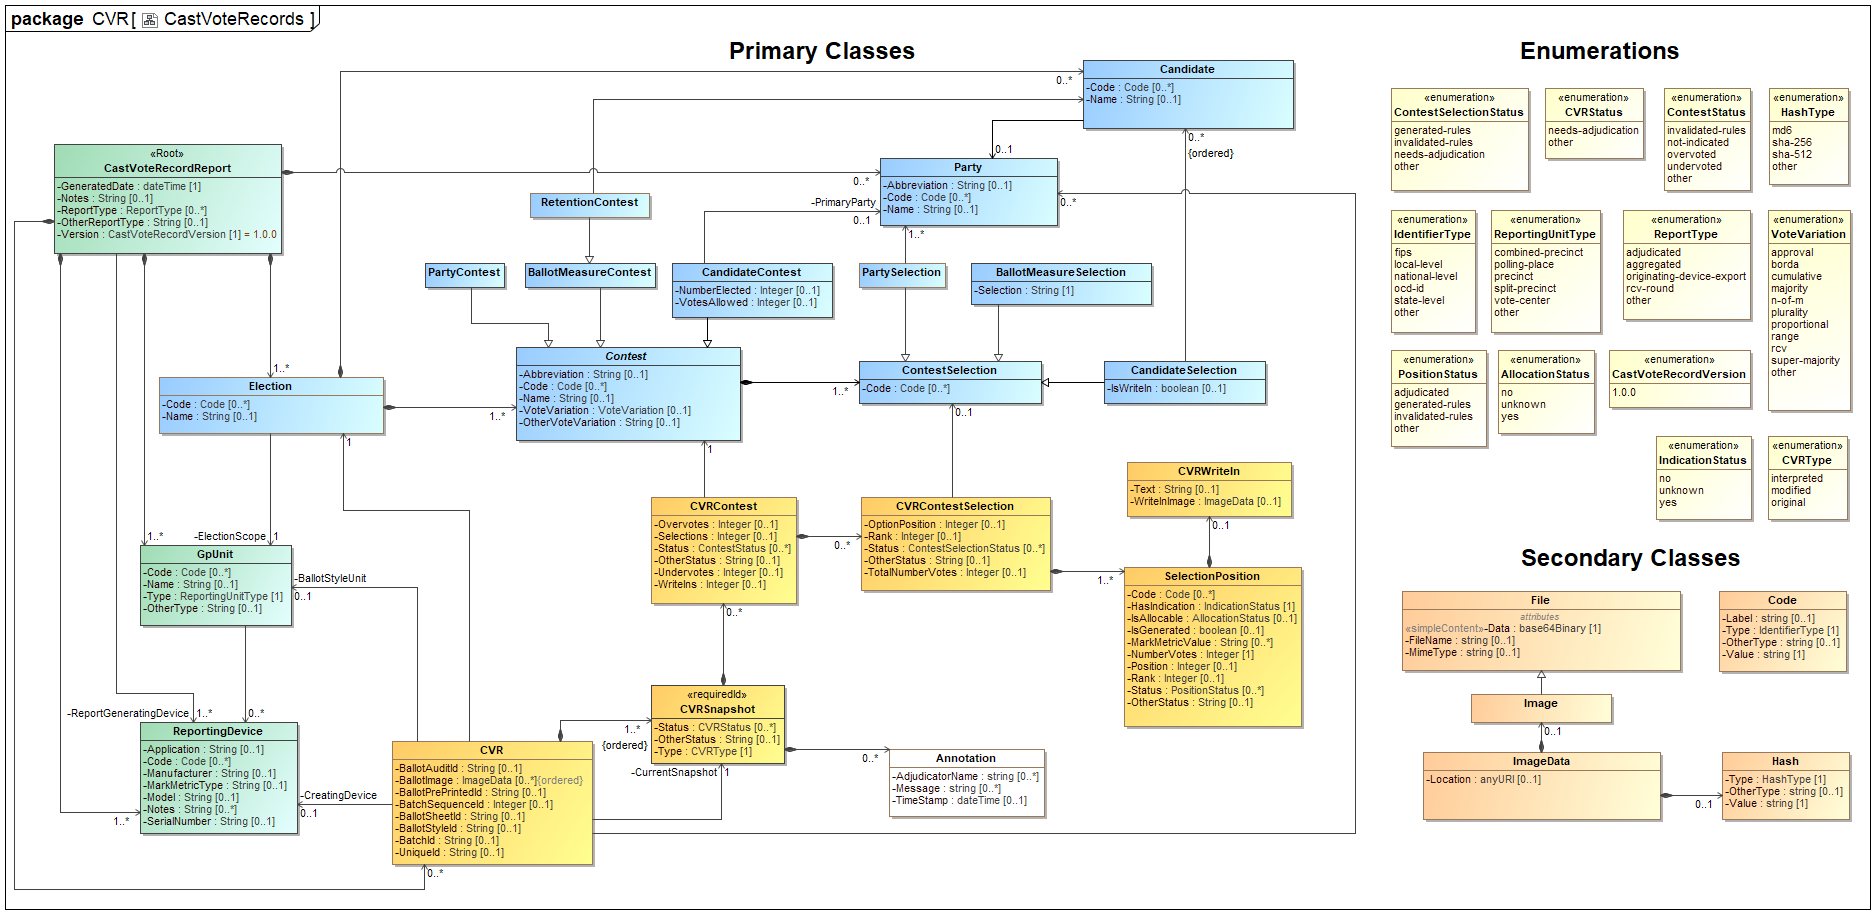 package CVR[ CastVoteRecords ]
Primary Classes
Candidate
-Code : Code [0..*]
-Name : String [0..1]
0..*
0..1
0..*
{ordered}
«Root»
CastVoteRecordReport
-GeneratedDate : dateTime [1]
-Notes : String [0..1]
-ReportType : ReportType [0..*]
-OtherReportType : String [0..1]
-Version : CastVoteRecordVersion [1] = 1.0.0
Party
-Abbreviation : String [0..1]
-Code : Code [0..*]
-Name : String [0..1]
0..*
-PrimaryParty
0..1
0..*
1..*
RetentionContest
PartyContest
BallotMeasureContest
CandidateContest
-NumberElected : Integer [0..1]
-VotesAllowed : Integer [0..1]
PartySelection
BallotMeasureSelection
-Selection : String [1]
Contest
-Abbreviation : String [0..1]
-Code : Code [0..*]
-Name : String [0..1]
-VoteVariation : VoteVariation [0..1]
-OtherVoteVariation : String [0..1]
ContestSelection
-Code : Code [0..*]
CandidateSelection
-IsWriteIn : boolean [0..1]
1..*
Election
-Code : Code [0..*]
-Name : String [0..1]
1..*
1..*
0..1
1
1
CVRWriteIn
-Text : String [0..1]
-WriteInImage : ImageData [0..1]
0..1
CVRContest
-Overvotes : Integer [0..1]
-Selections : Integer [0..1]
-Status : ContestStatus [0..*]
-OtherStatus : String [0..1]
-Undervotes : Integer [0..1]
-WriteIns : Integer [0..1]
0..*
CVRContestSelection
-OptionPosition : Integer [0..1]
-Rank : Integer [0..1]
-Status : ContestSelectionStatus [0..*]
-OtherStatus : String [0..1]
-TotalNumberVotes : Integer [0..1]
1..*
SelectionPosition
-Code : Code [0..*]
-HasIndication : IndicationStatus [1]
-IsAllocable : AllocationStatus [0..1]
-IsGenerated : boolean [0..1]
-MarkMetricValue : String [0..*]
-NumberVotes : Integer [1]
-Position : Integer [0..1]
-Rank : Integer [0..1]
-Status : PositionStatus [0..*]
-OtherStatus : String [0..1]
1..*
-ElectionScope
1
GpUnit
-Code : Code [0..*]
-Name : String [0..1]
-Type : ReportingUnitType [1]
-OtherType : String [0..1]
-BallotStyleUnit
0..1
0..*
«requiredId»
CVRSnapshot
-Status : CVRStatus [0..*]
-OtherStatus : String [0..1]
-Type : CVRType [1]
1..*
{ordered}
-CurrentSnapshot
1
0..*
Annotation
-AdjudicatorName : string [0..*]
-Message : string [0..*]
-TimeStamp : dateTime [0..1]
-ReportGeneratingDevice
1..*
0..*
ReportingDevice
-Application : String [0..1]
-Code : Code [0..*]
-Manufacturer : String [0..1]
-MarkMetricType : String [0..1]
-Model : String [0..1]
-Notes : String [0..*]
-SerialNumber : String [0..1]
1..*
-CreatingDevice
0..1
CVR
-BallotAuditId : String [0..1]
-BallotImage : ImageData [0..*]{ordered}
-BallotPrePrintedId : String [0..1]
-BatchSequenceId : Integer [0..1]
-BallotSheetId : String [0..1]
-BallotStyleId : String [0..1]
-BatchId : String [0..1]
-UniqueId : String [0..1]
0..*
Enumerations
«enumeration»
ContestSelectionStatus
generated-rules
invalidated-rules
needs-adjudication
other
«enumeration»
CVRStatus
needs-adjudication
other
«enumeration»
ContestStatus
invalidated-rules
not-indicated
overvoted
undervoted
other
«enumeration»
HashType
md6
sha-256
sha-512
other
«enumeration»
IdentifierType
fips
local-level
national-level
ocd-id
state-level
other
«enumeration»
ReportingUnitType
combined-precinct
polling-place
precinct
split-precinct
vote-center
other
«enumeration»
ReportType
adjudicated
aggregated
originating-device-export
rcv-round
other
«enumeration»
VoteVariation
approval
borda
cumulative
majority
n-of-m
plurality
proportional
range
rcv
super-majority
other
«enumeration»
PositionStatus
adjudicated
generated-rules
invalidated-rules
other
«enumeration»
AllocationStatus
no
unknown
yes
«enumeration»
CastVoteRecordVersion
1.0.0
«enumeration»
IndicationStatus
no
unknown
yes
«enumeration»
CVRType
interpreted
modified
original
Secondary Classes
File
attributes
«simpleContent»-Data : base64Binary [1]
-FileName : string [0..1]
-MimeType : string [0..1]
Code
-Label : string [0..1]
-Type : IdentifierType [1]
-OtherType : string [0..1]
-Value : string [1]
Image
0..1
ImageData
-Location : anyURI [0..1]
0..1
Hash
-Type : HashType [1]
-OtherType : string [0..1]
-Value : string [1]